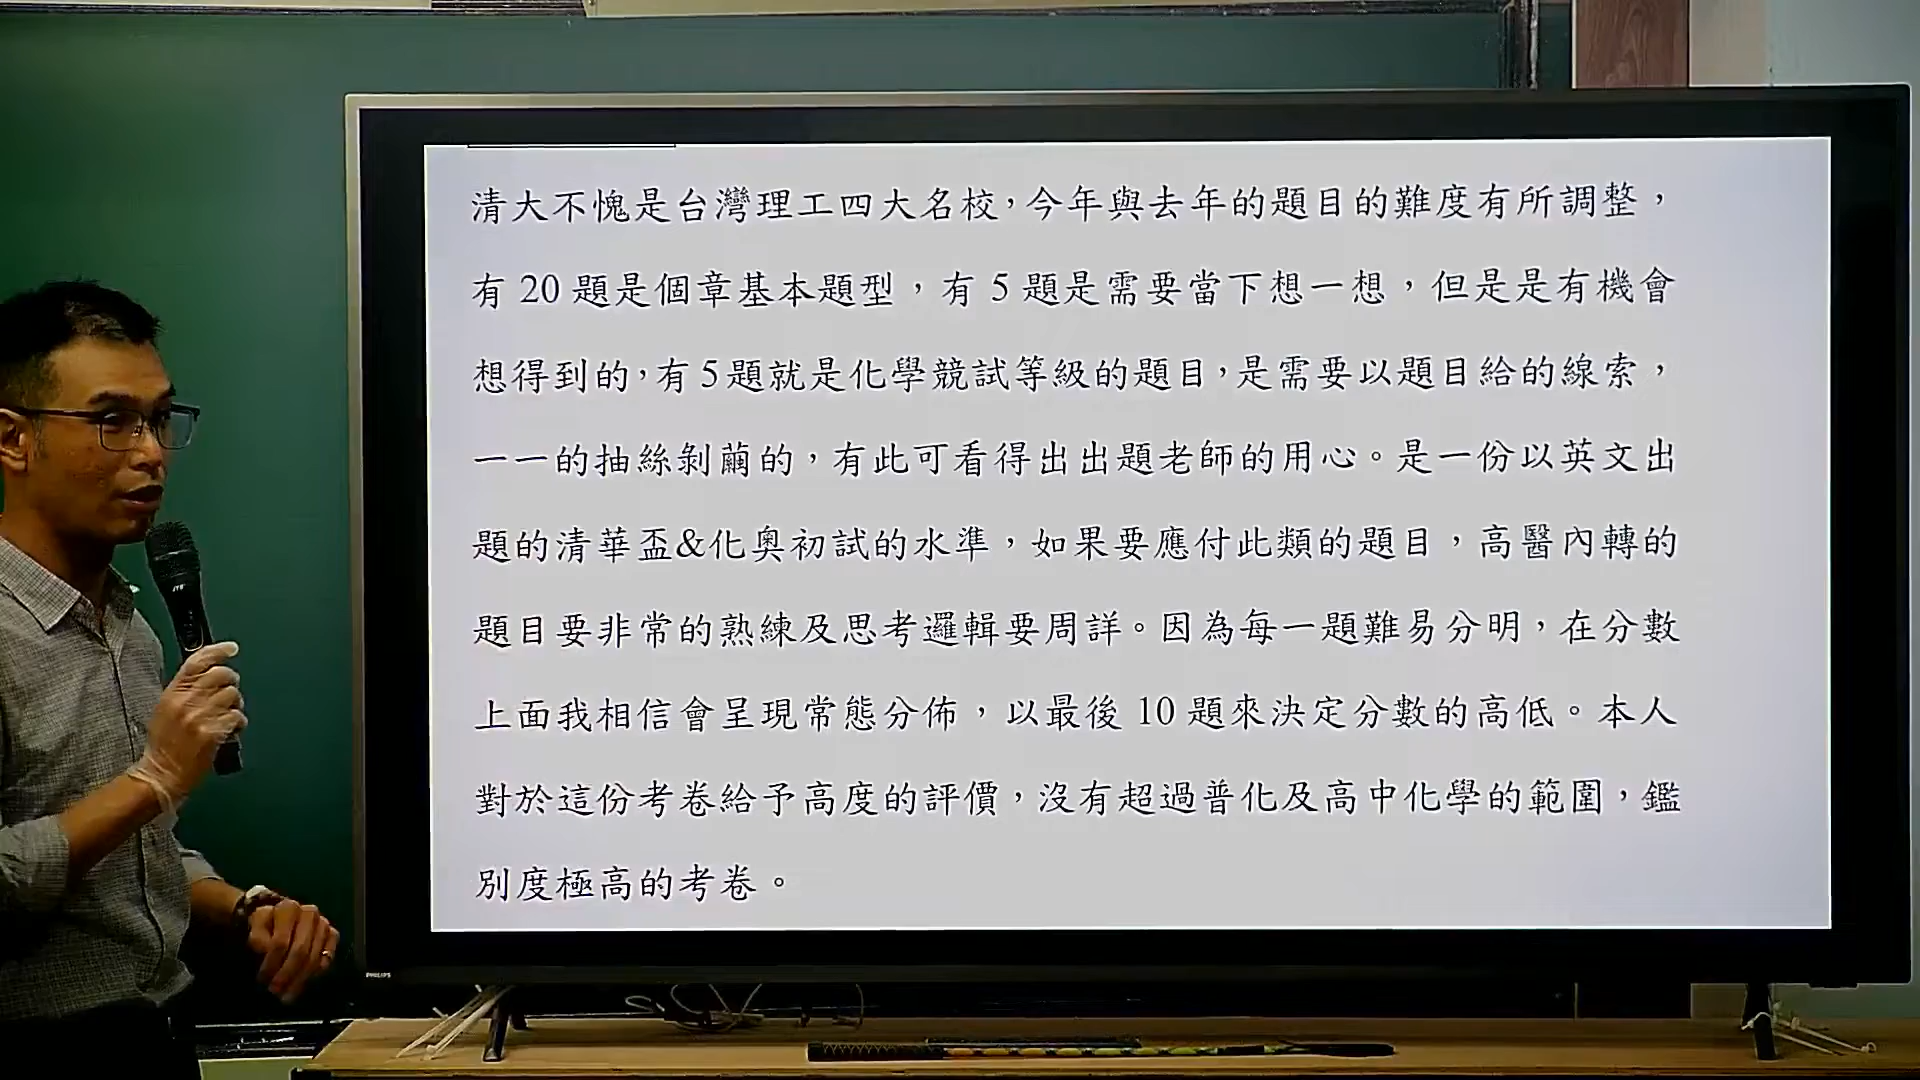 清大不愧是台灣理工四大名校，今年與去年的題目的難度有所調整，
有 20 題是個章基本題型，有 5 題是需要當下想一想，但是是有機會
想得到的，有 5 題就是化學競試等級的題目，是需要以題目給的線索，
一一的抽絲剝繭的，有此可看得出出題老師的用心。是一份以英文出
題的清華盃&化奧初試的水準，如果要應付此類的題目，高醫內轉的
題目要非常的熟練及思考邏輯要周詳。因為每一題難易分明，在分數
上面我相信會呈現常態分佈，以最後 10 題來決定分數的高低。本人
對於這份考卷給予高度的評價，沒有超過普化及高中化學的範圍，鑑
別度極高的考卷。
PHILIPS
JTS